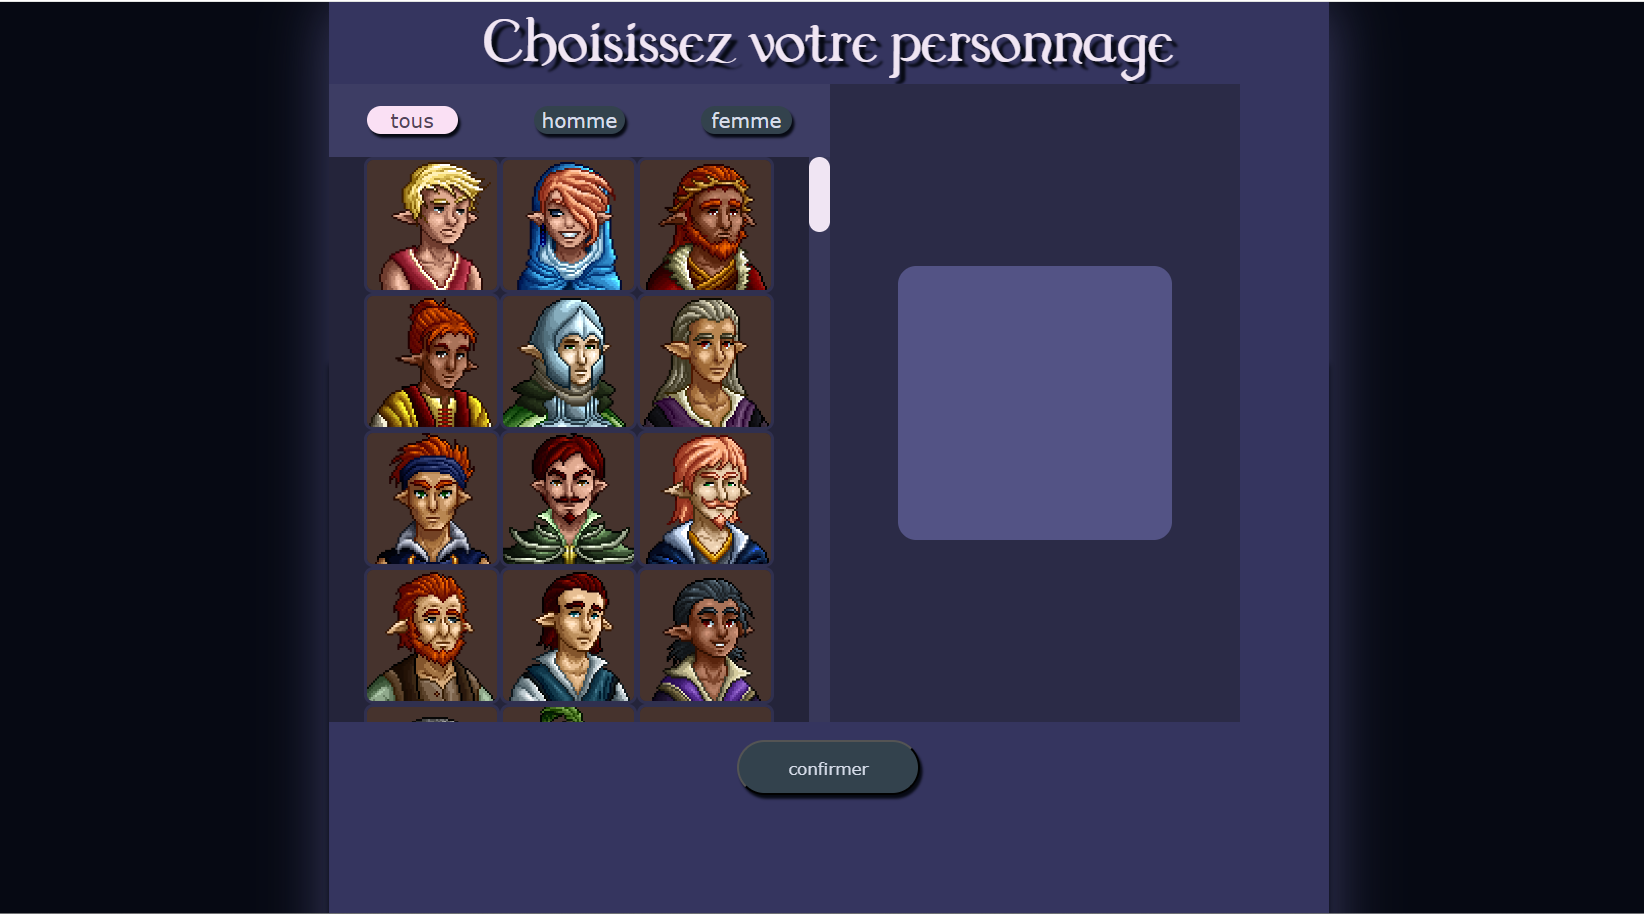 Choisissez votre personnage
tous
homme
femme
confirmer